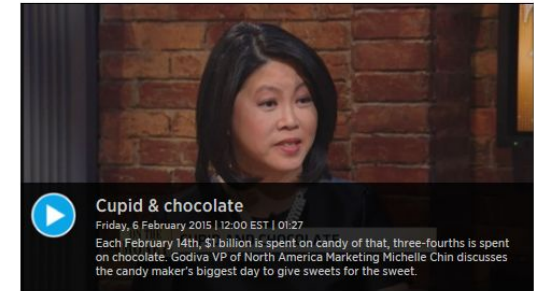 Cupid & chocolate
Friday, 6 February 2015 | 12:00 EST | 01:27
Each February 14th, $1 billion is spent on candy of that, three-fourths is spent
on chocolate. Godiva VP of North America Marketing Michelle Chin discusses
the candy maker's biggest day to give sweets for the sweet.